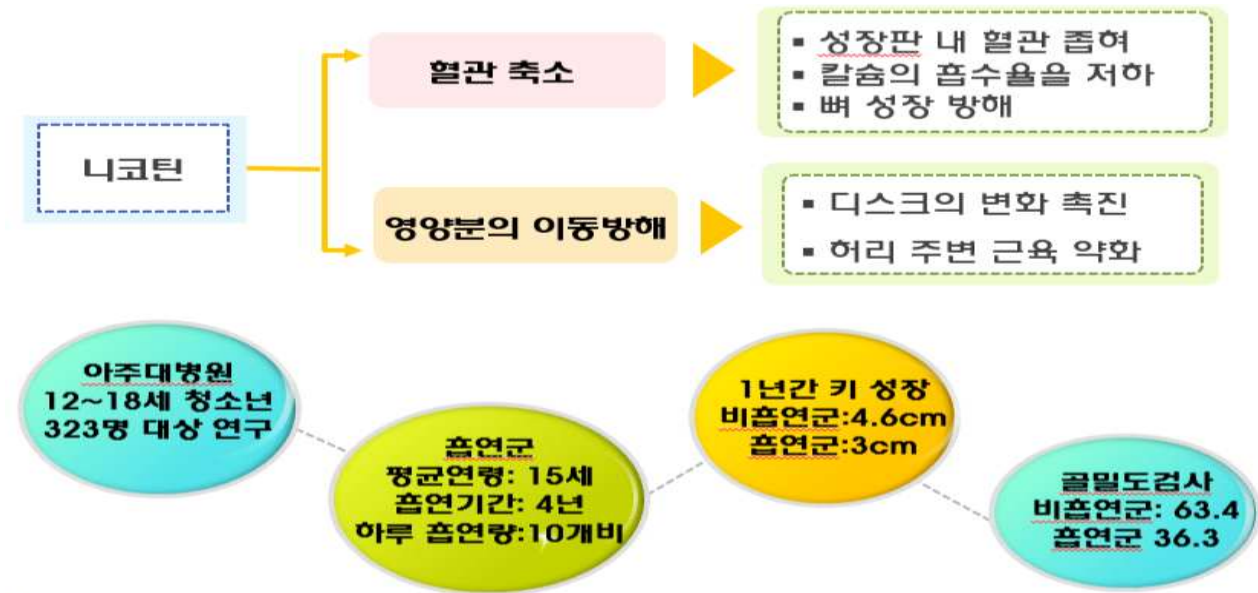 니코틴
혈관 축소
▪ 성장판 내 혈관 좁혀
▪ 칼슘의 흡수율을 저하
▪ 뼈 성장 방해
영양분의 이동방해
▪ 디스크의 변화 촉진
▪ 허리 주변 근육 약화
아주대병원
12~18세 청소년
323명 대상 연구
흡연군
평균연령: 15세
흡연기간: 4년
하루 흡연량:10개비
1년간 키 성장
비흡연군:4.6cm
흡연군:3cm
골밀도검사
비흡연군: 63.4
흡연군 36.3